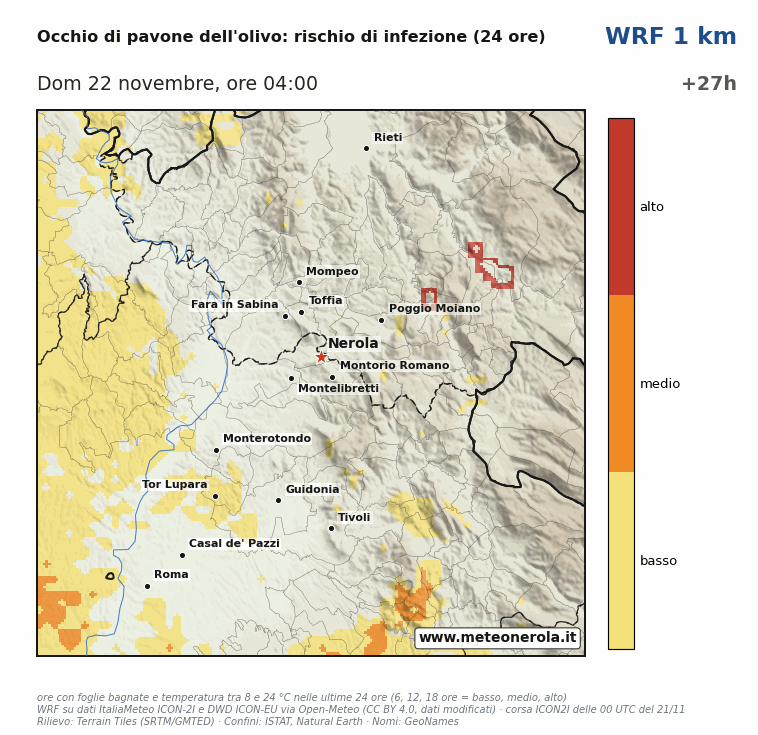 Occhio di pavone dell'olivo: rischio di infezione (24 ore)
WRF 1 km
Dom 22 novembre, ore 04:00
+27h
Rieti
Mompeo
Toffia
Fara in Sabina
Poggio Moiano
Nerola
Montorio Romano
Montelibretti
Monterotondo
Tor Lupara
Guidonia
Tivoli
Casal de' Pazzi
Roma
www.meteonerola.it
alto
medio
basso
ore con foglie bagnate e temperatura tra 8 e 24 °C nelle ultime 24 ore (6, 12, 18 ore = basso, medio, alto)
WRF su dati ItaliaMeteo ICON-2I e DWD ICON-EU via Open-Meteo (CC BY 4.0, dati modificati) · corsa ICON2I delle 00 UTC del 21/11
Rilievo: Terrain Tiles (SRTM/GMTED) · Confini: ISTAT, Natural Earth · Nomi: GeoNames